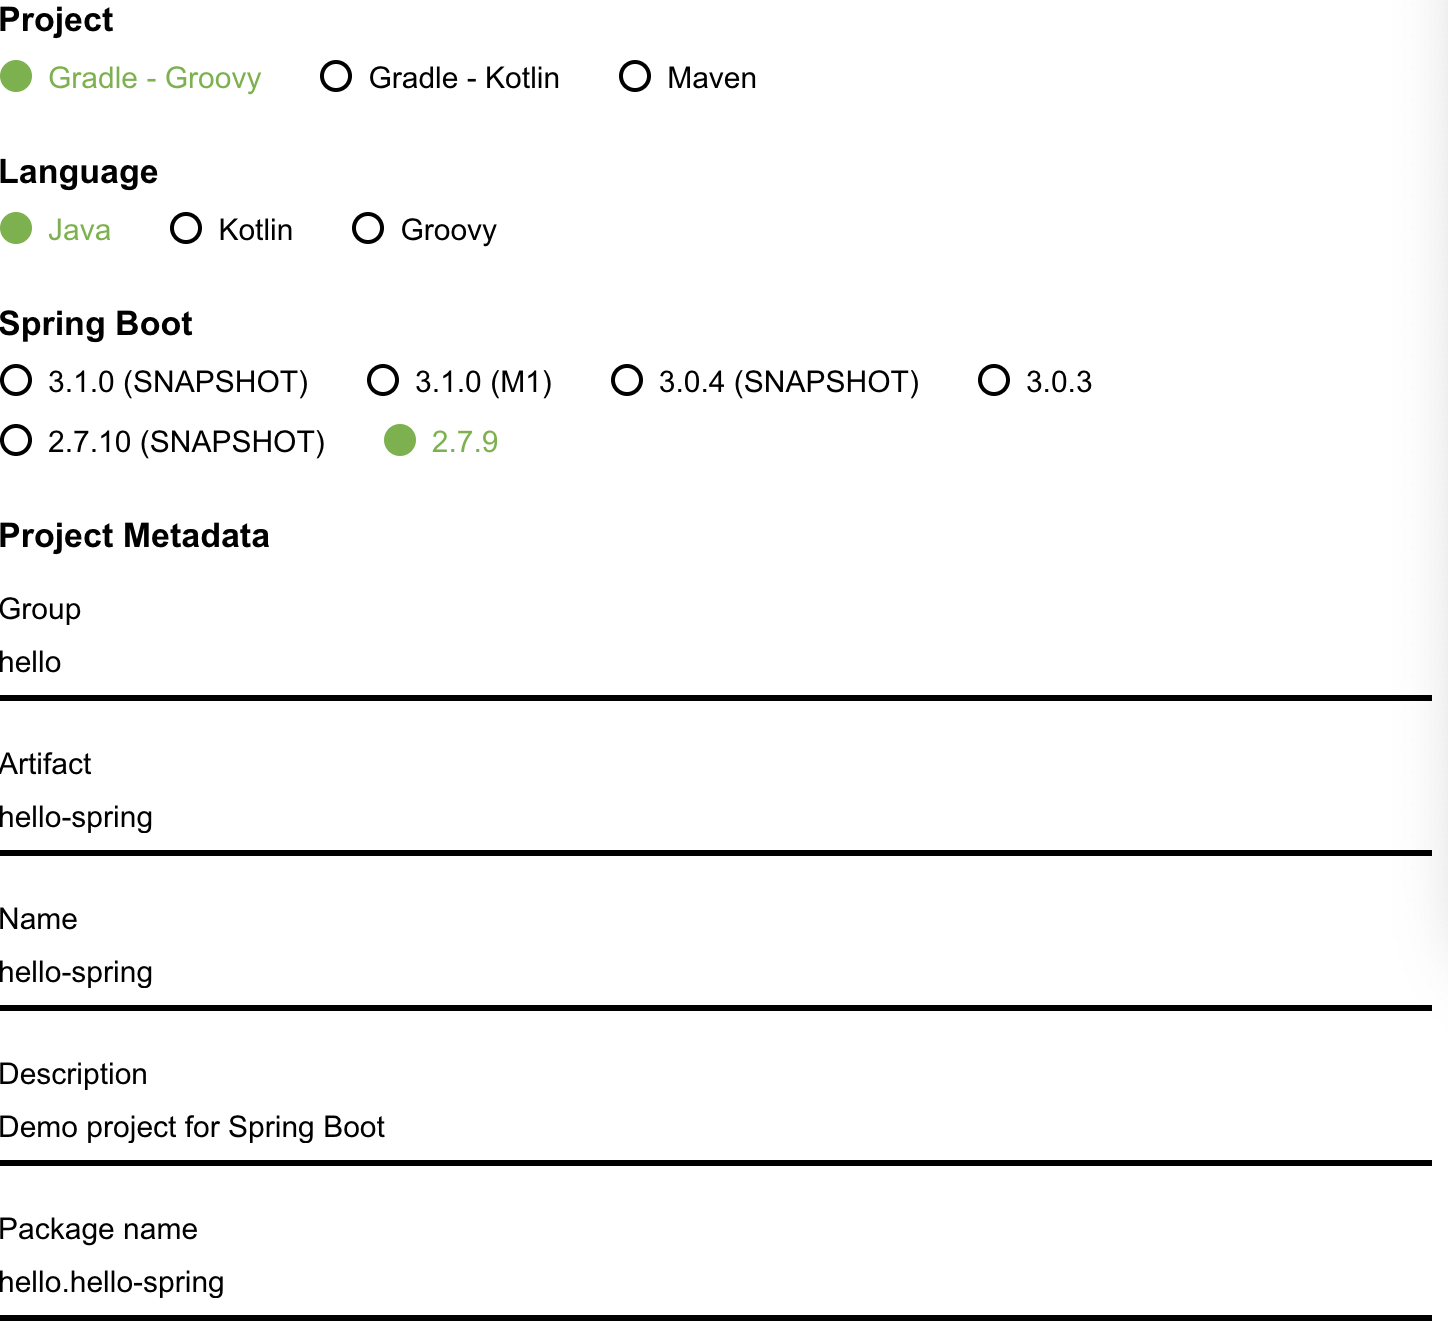 Project
Gradle - Groovy Gradle - Kotlin Maven
Language
Java Kotlin Groovy
Spring Boot
3.1.0 (SNAPSHOT) 3.1.0 (M1) 3.0.4 (SNAPSHOT) 3.0.3
2.7.10 (SNAPSHOT) 2.7.9
Project Metadata
Group
hello
Artifact
hello-spring
Name
hello-spring
Description
Demo project for Spring Boot
Package name
hello.hello-spring